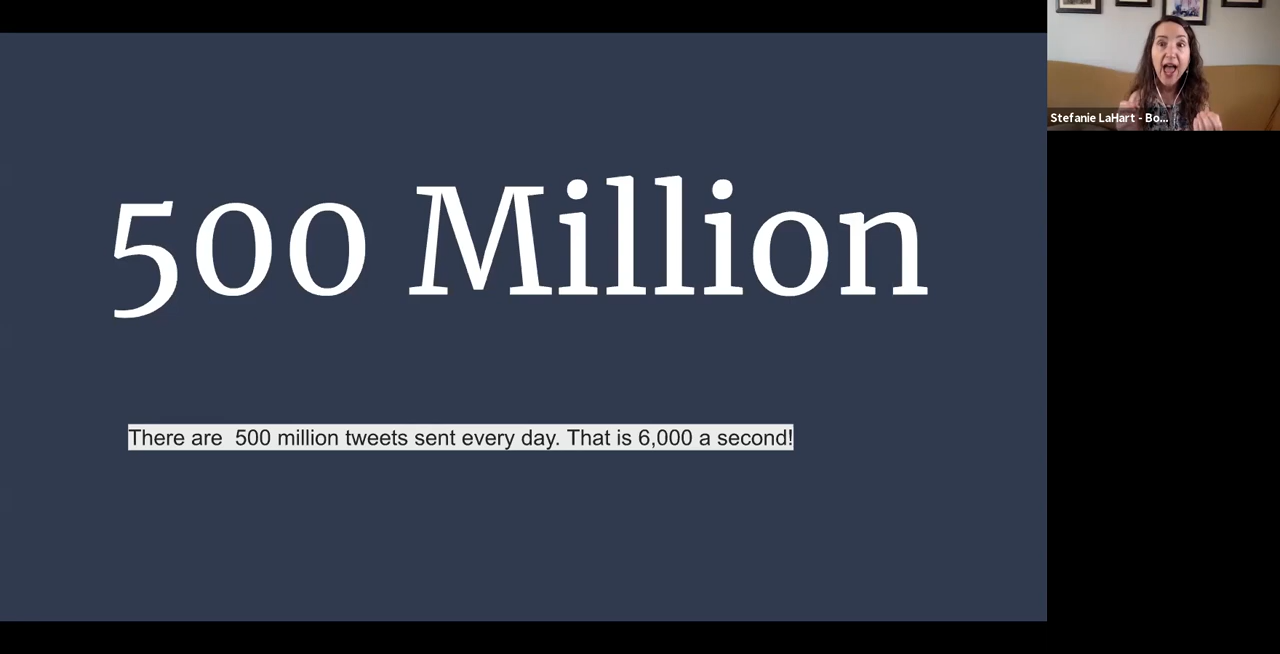 500 Million
There are  500 million tweets sent every day. That is 6,000 a second!
Stefanie LaHart - Bo...